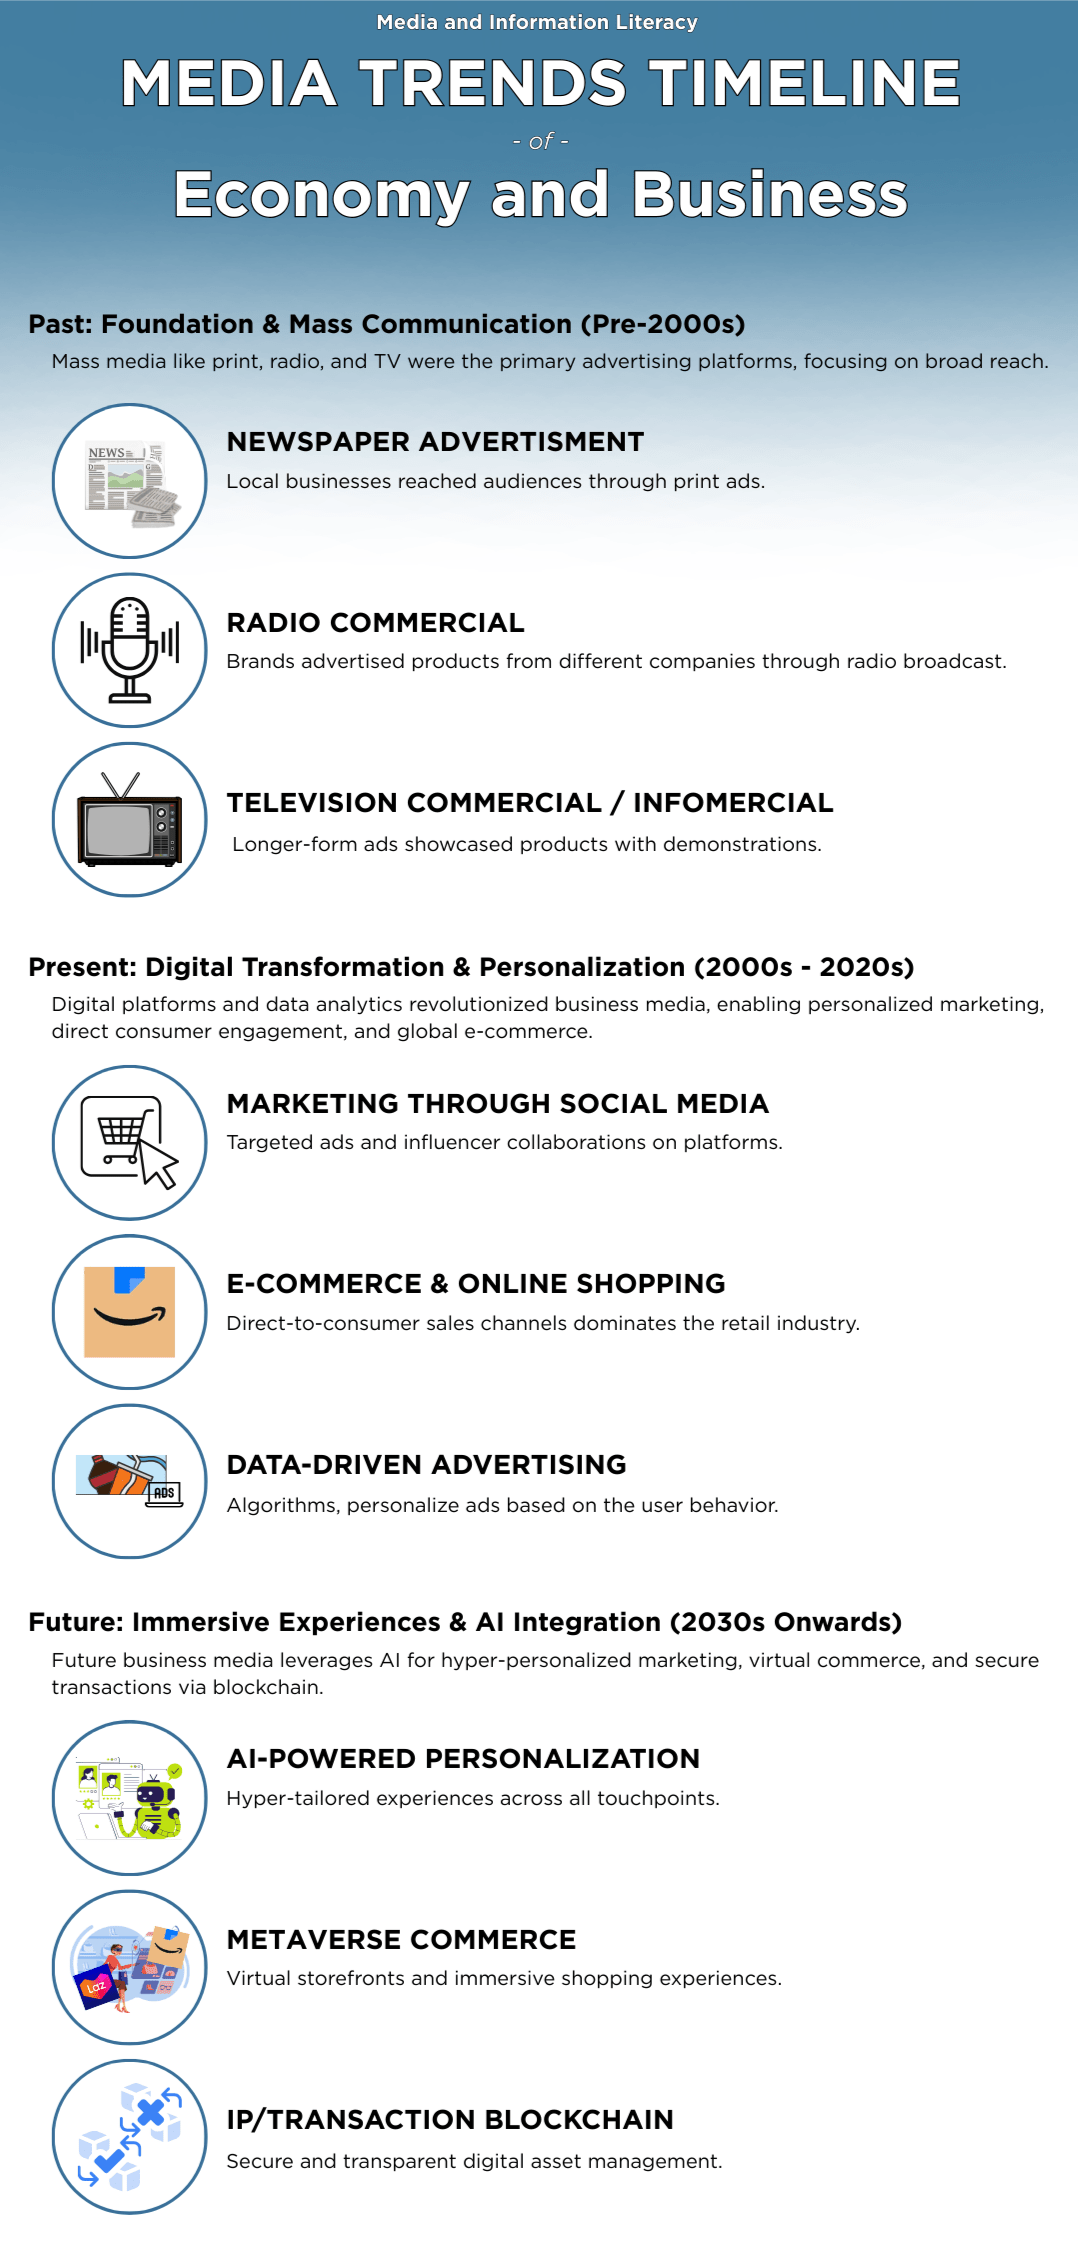 Media and Information Literacy
MEDIA TRENDS TIMELINE
- of -
Economy and Business
Past: Foundation & Mass Communication (Pre-2000s)
Mass media like print, radio, and TV were the primary advertising platforms, focusing on broad reach.
NEWS
NEWSPAPER ADVERTISMENT
Local businesses reached audiences through print ads.
RADIO COMMERCIAL
Brands advertised products from different companies through radio broadcast.
TELEVISION COMMERCIAL / INFOMERCIAL
Longer-form ads showcased products with demonstrations.
Present: Digital Transformation & Personalization (2000s - 2020s)
Digital platforms and data analytics revolutionized business media, enabling personalized marketing,
direct consumer engagement, and global e-commerce.
MARKETING THROUGH SOCIAL MEDIA
Targeted ads and influencer collaborations on platforms.
E-COMMERCE & ONLINE SHOPPING
Direct-to-consumer sales channels dominates the retail industry.
DATA-DRIVEN ADVERTISING
ADS
Algorithms, personalize ads based on the user behavior.
Future: Immersive Experiences & AI Integration (2030s Onwards)
Future business media leverages AI for hyper-personalized marketing, virtual commerce, and secure
transactions via blockchain.
AI-POWERED PERSONALIZATION
Hyper-tailored experiences across all touchpoints.
METAVERSE COMMERCE
Virtual storefronts and immersive shopping experiences.
Laz
IP/TRANSACTION BLOCKCHAIN
Secure and transparent digital asset management.